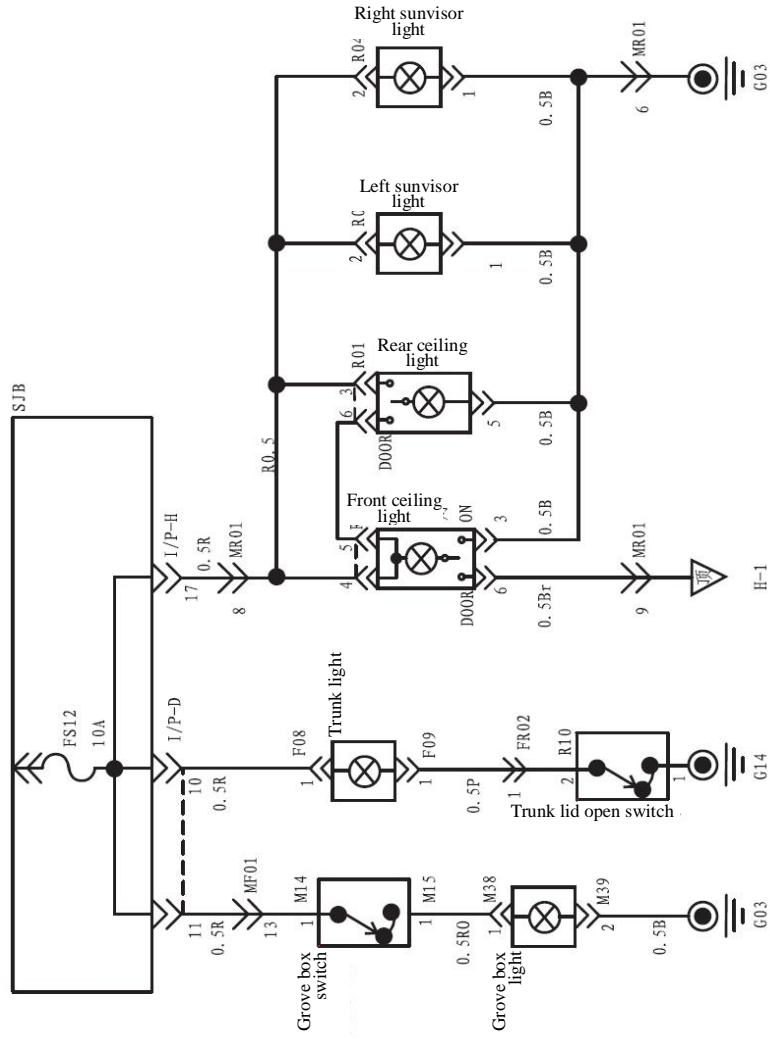 Right sunvisor
light
R04
2
1
0.5B
MR01
6
G03
Left sunvisor
light
2
1
0.5B
Rear ceiling
light
R01
3
6
DOOR
5
0.5B
SJB
R0.5
Front ceiling
light
ON
5
4
3
0.5B
DOOR
6
0.5Br
MR01
9
顶
H-1
I/P-H
17
0.5R
MR01
8
FS12
10A
I/P-D
10
0.5R
Trunk light
F08
1
F09
1
0.5P
FR02
1
R10
2
1
Trunk lid open switch
G14
11
0.5R
MF01
13
M14
1
Grove box
switch
M15
1
0.5RO
M38
1
Grove box
light
M39
2
0.5B
G03